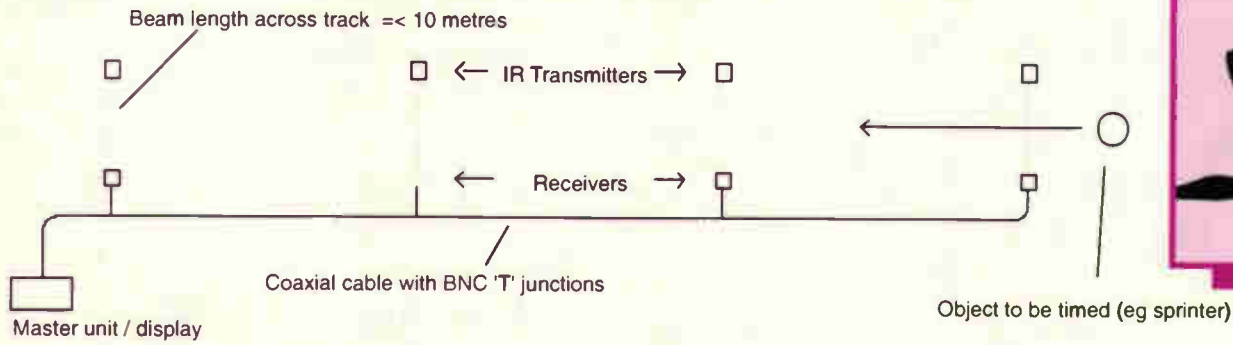 Beam length across track =< 10 metres
IR Transmitters
Receivers
Coaxial cable with BNC 'T' junctions
Object to be timed (eg sprinter)
Master unit / display